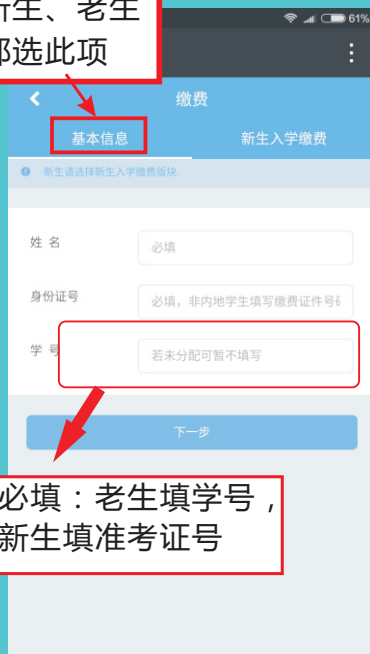 新生、老生
都选此项
61%
缴费
基本信息
新生入学缴费
新生请选择新生入学缴费版块.
姓 名
必填
身份证号
必填，非内地学生填写缴费证件号码
学 号
若未分配可暂不填写
下一步
必填：老生填学号，
新生填准考证号